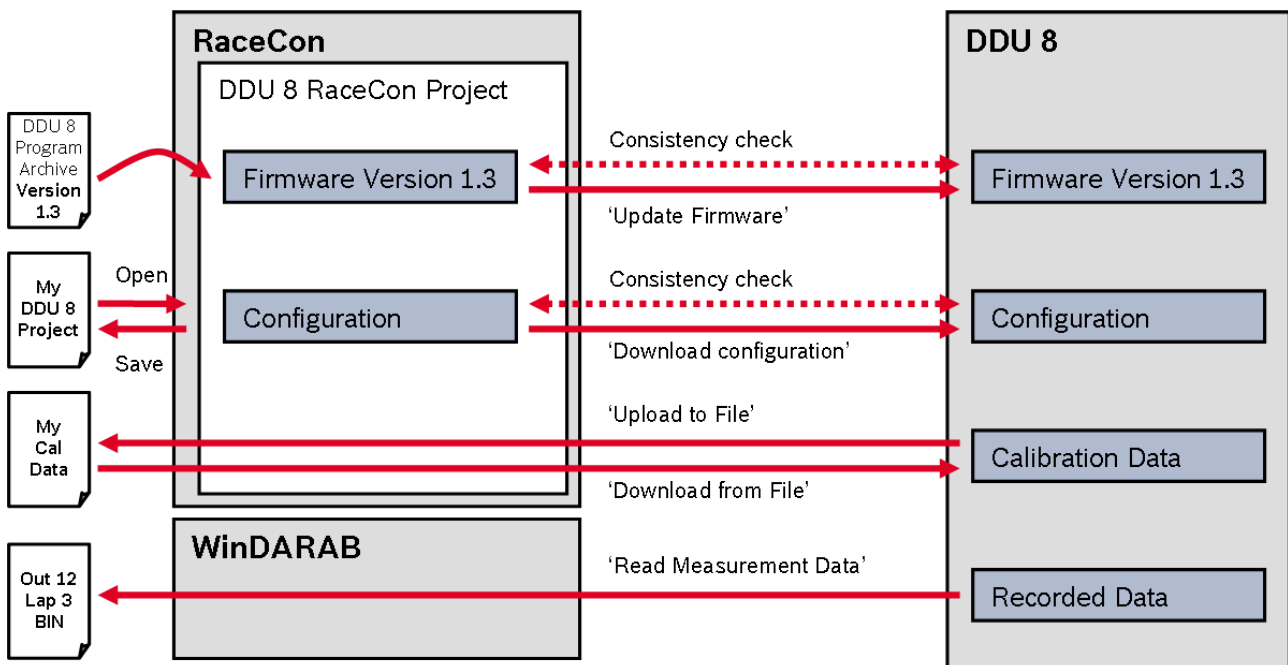 RaceCon
DDU 8
DDU 8 RaceCon Project
DDU 8
Program
Archive
Version
1.3
Firmware Version 1.3
Consistency check
‘Update Firmware’
Firmware Version 1.3
My
DDU 8
Project
Open
Save
Configuration
Consistency check
‘Download configuration’
Configuration
My
Cal
Data
‘Upload to File’
‘Download from File’
Calibration Data
WinDARAB
Out 12
Lap 3
BIN
‘Read Measurement Data’
Recorded Data